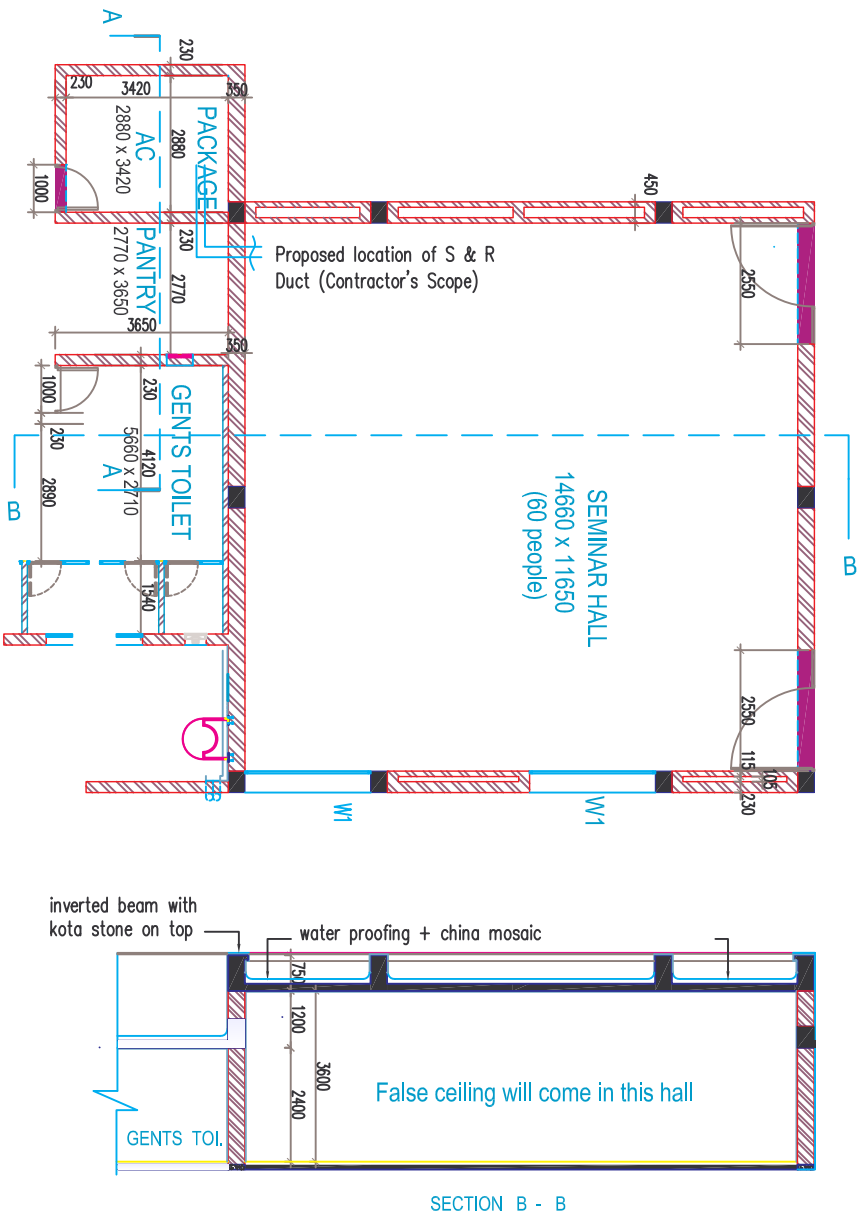 A
230
230
3420
350
PACKAGE
AC
2880 x 3420
2880
1000
450
230
PANTRY
2770 x 3650
2770
Proposed location of S & R
Duct (Contractor's Scope)
2550
3650
350
1000
230
GENTS TOILET
5660 x 2710
4120
A
230
2890
B
B
SEMINAR HALL
14660 x 11650
(60 people)
1540
2550
115
105
230
W1
W1
inverted beam with
kota stone on top
water proofing + china mosaic
750
1200
3600
2400
False ceiling will come in this hall
GENTS TOI.
SECTION B - B